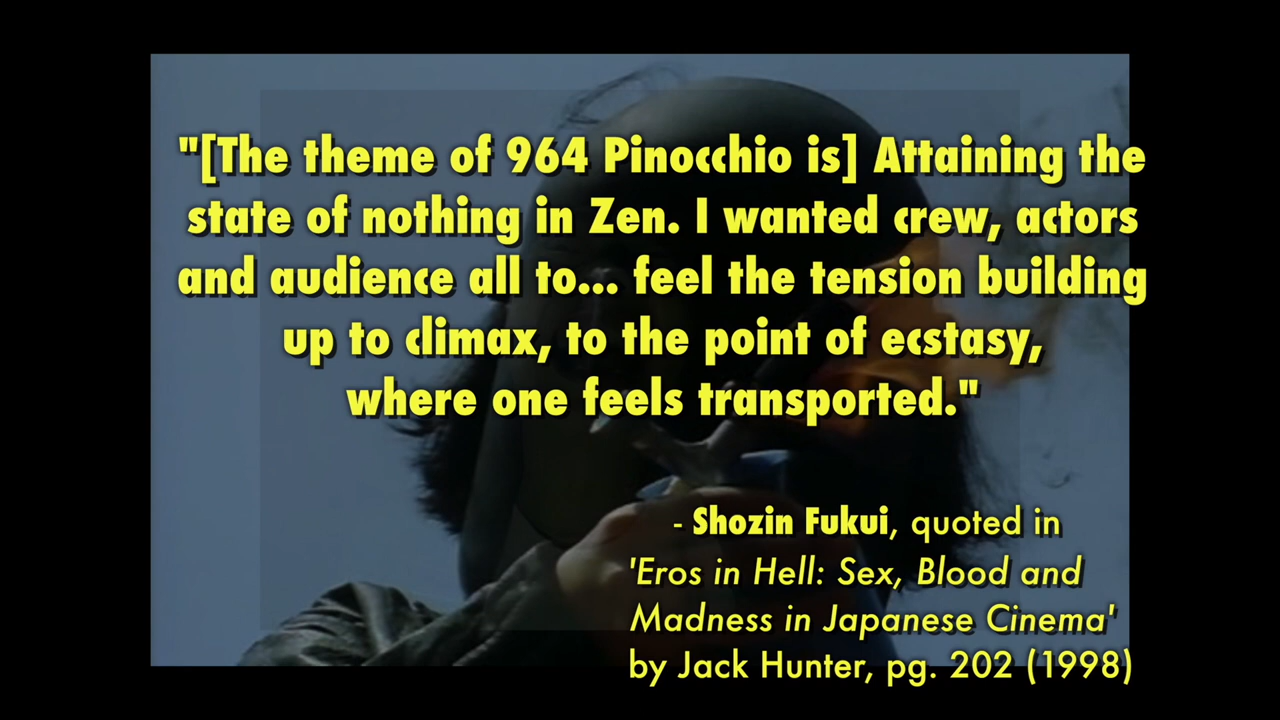 "[The theme of 964 Pinocchio is] Attaining the
state of nothing in Zen. I wanted crew, actors
and audience all to... feel the tension building
up to climax, to the point of ecstasy,
where one feels transported."
- Shozin Fukui, quoted in
'Eros in Hell: Sex, Blood and
Madness in Japanese Cinema'
by Jack Hunter, pg. 202 (1998)